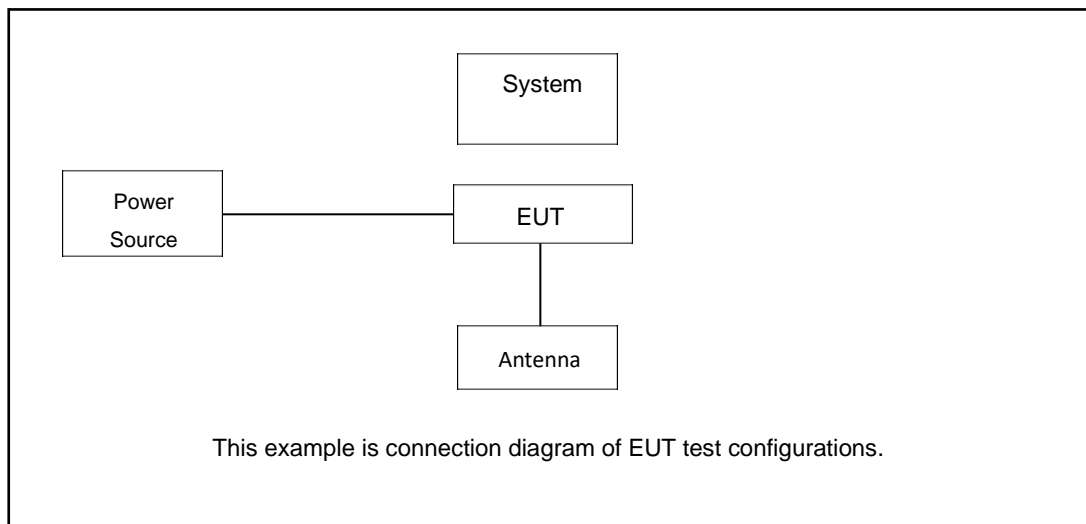 System
Power
Source
EUT
Antenna
This example is connection diagram of EUT test configurations.